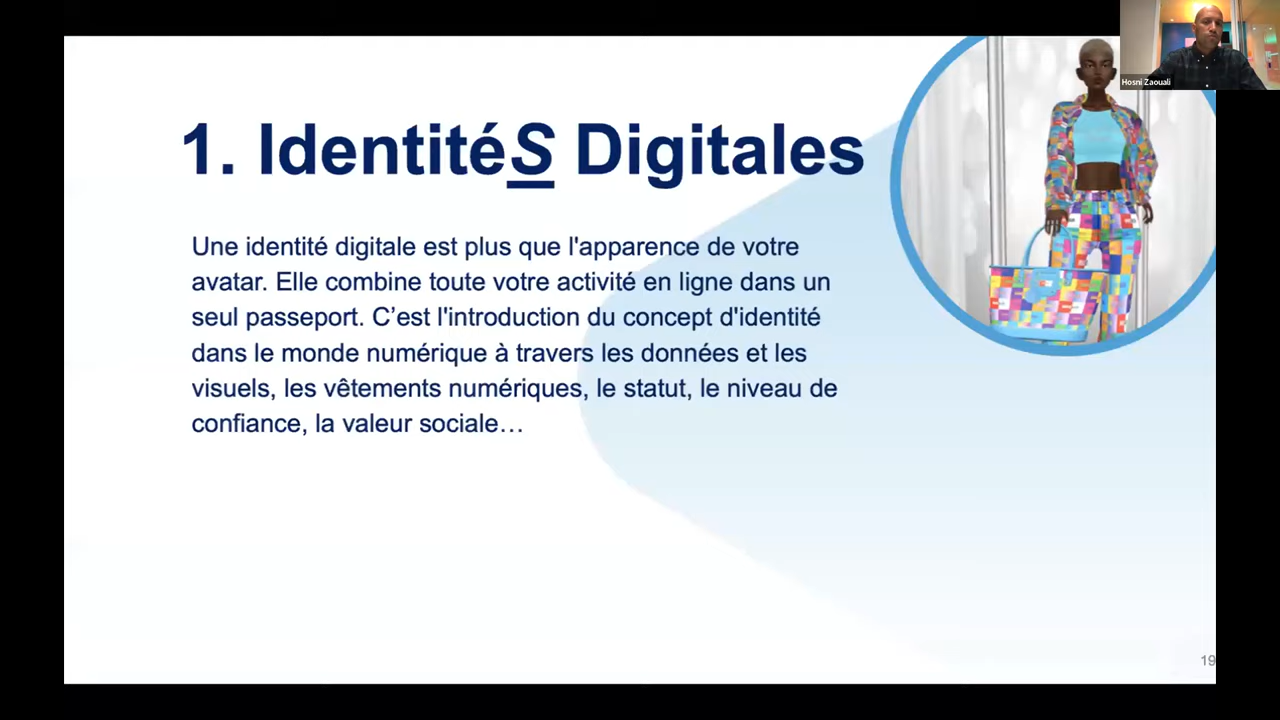 Hosni Zaouali
1. IdentitéS Digitales
Une identité digitale est plus que l'apparence de votre
avatar. Elle combine toute votre activité en ligne dans un
seul passeport. C’est l'introduction du concept d'identité
dans le monde numérique à travers les données et les
visuels, les vêtements numériques, le statut, le niveau de
confiance, la valeur sociale…
19